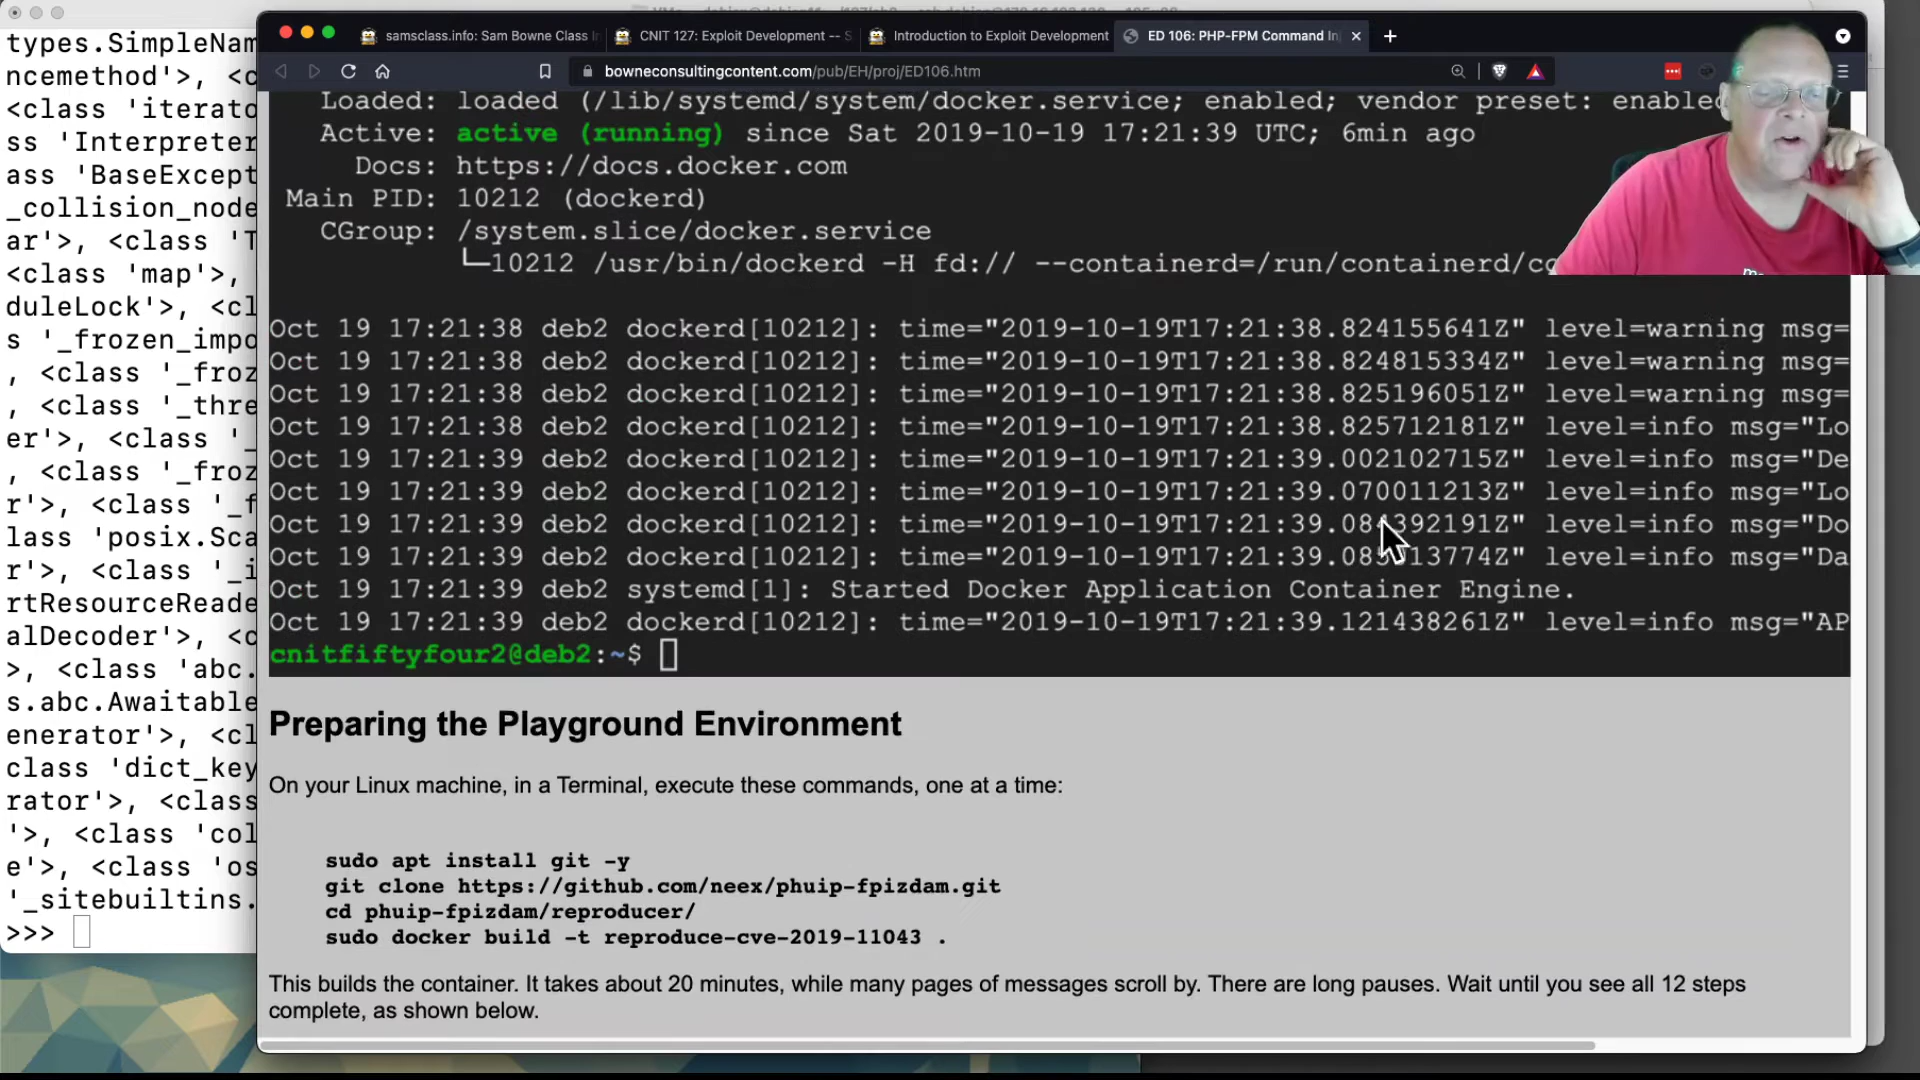 types.SimpleNam
ncemethod'>, <c
<class 'iterato
ss 'Interpreter
ass 'BaseExcept
_collision_node
ar'>, <class 'T
<class 'map'>,
duleLock'>, <cl
s '_frozen_impo
, <class '_froz
, <class '_thre
er'>, <class '_
, <class '_froz
r'>, <class '_f
lass 'posix.Sca
r'>, <class '_i
rtResourceReade
alDecoder'>, <c
>, <class 'abc.
s.abc.Awaitable
enerator'>, <cl
class 'dict_key
rator'>, <class
'>, <class 'col
e'>, <class 'os
'_sitebuiltins.
>>>
samsclass.info: Sam Bowne Class I
CNIT 127: Exploit Development -- S
Introduction to Exploit Development
ED 106: PHP-FPM Command In
bowneconsultingcontent.com/pub/EH/proj/ED106.htm
Loaded: loaded (/lib/systemd/system/docker.service; enabled; vendor preset: enabled
Active: active (running) since Sat 2019-10-19 17:21:39 UTC; 6min ago
Docs: https://docs.docker.com
Main PID: 10212 (dockerd)
CGroup: /system.slice/docker.service
└─10212 /usr/bin/dockerd -H fd:// --containerd=/run/containerd/co
Oct 19 17:21:38 deb2 dockerd[10212]: time="2019-10-19T17:21:38.824155641Z" level=warning msg=
Oct 19 17:21:38 deb2 dockerd[10212]: time="2019-10-19T17:21:38.824815334Z" level=warning msg=
Oct 19 17:21:38 deb2 dockerd[10212]: time="2019-10-19T17:21:38.825196051Z" level=warning msg=
Oct 19 17:21:38 deb2 dockerd[10212]: time="2019-10-19T17:21:38.825712181Z" level=info msg="Lo
Oct 19 17:21:39 deb2 dockerd[10212]: time="2019-10-19T17:21:39.002102715Z" level=info msg="De
Oct 19 17:21:39 deb2 dockerd[10212]: time="2019-10-19T17:21:39.070011213Z" level=info msg="Lo
Oct 19 17:21:39 deb2 dockerd[10212]: level=info msg="Do
Oct 19 17:21:39 deb2 dockerd[10212]: level=info msg="Da
Oct 19 17:21:39 deb2 systemd[1]: Started Docker Application Container Engine.
Oct 19 17:21:39 deb2 dockerd[10212]: time="2019-10-19T17:21:39.121438261Z" level=info msg="AP
cnitfiftyfour2@deb2:~$
Preparing the Playground Environment
On your Linux machine, in a Terminal, execute these commands, one at a time:
sudo apt install git -y
git clone https://github.com/neex/phuip-fpizdam.git
cd phuip-fpizdam/reproducer/
sudo docker build -t reproduce-cve-2019-11043 .
This builds the container. It takes about 20 minutes, while many pages of messages scroll by. There are long pauses. Wait until you see all 12 steps
complete, as shown below.